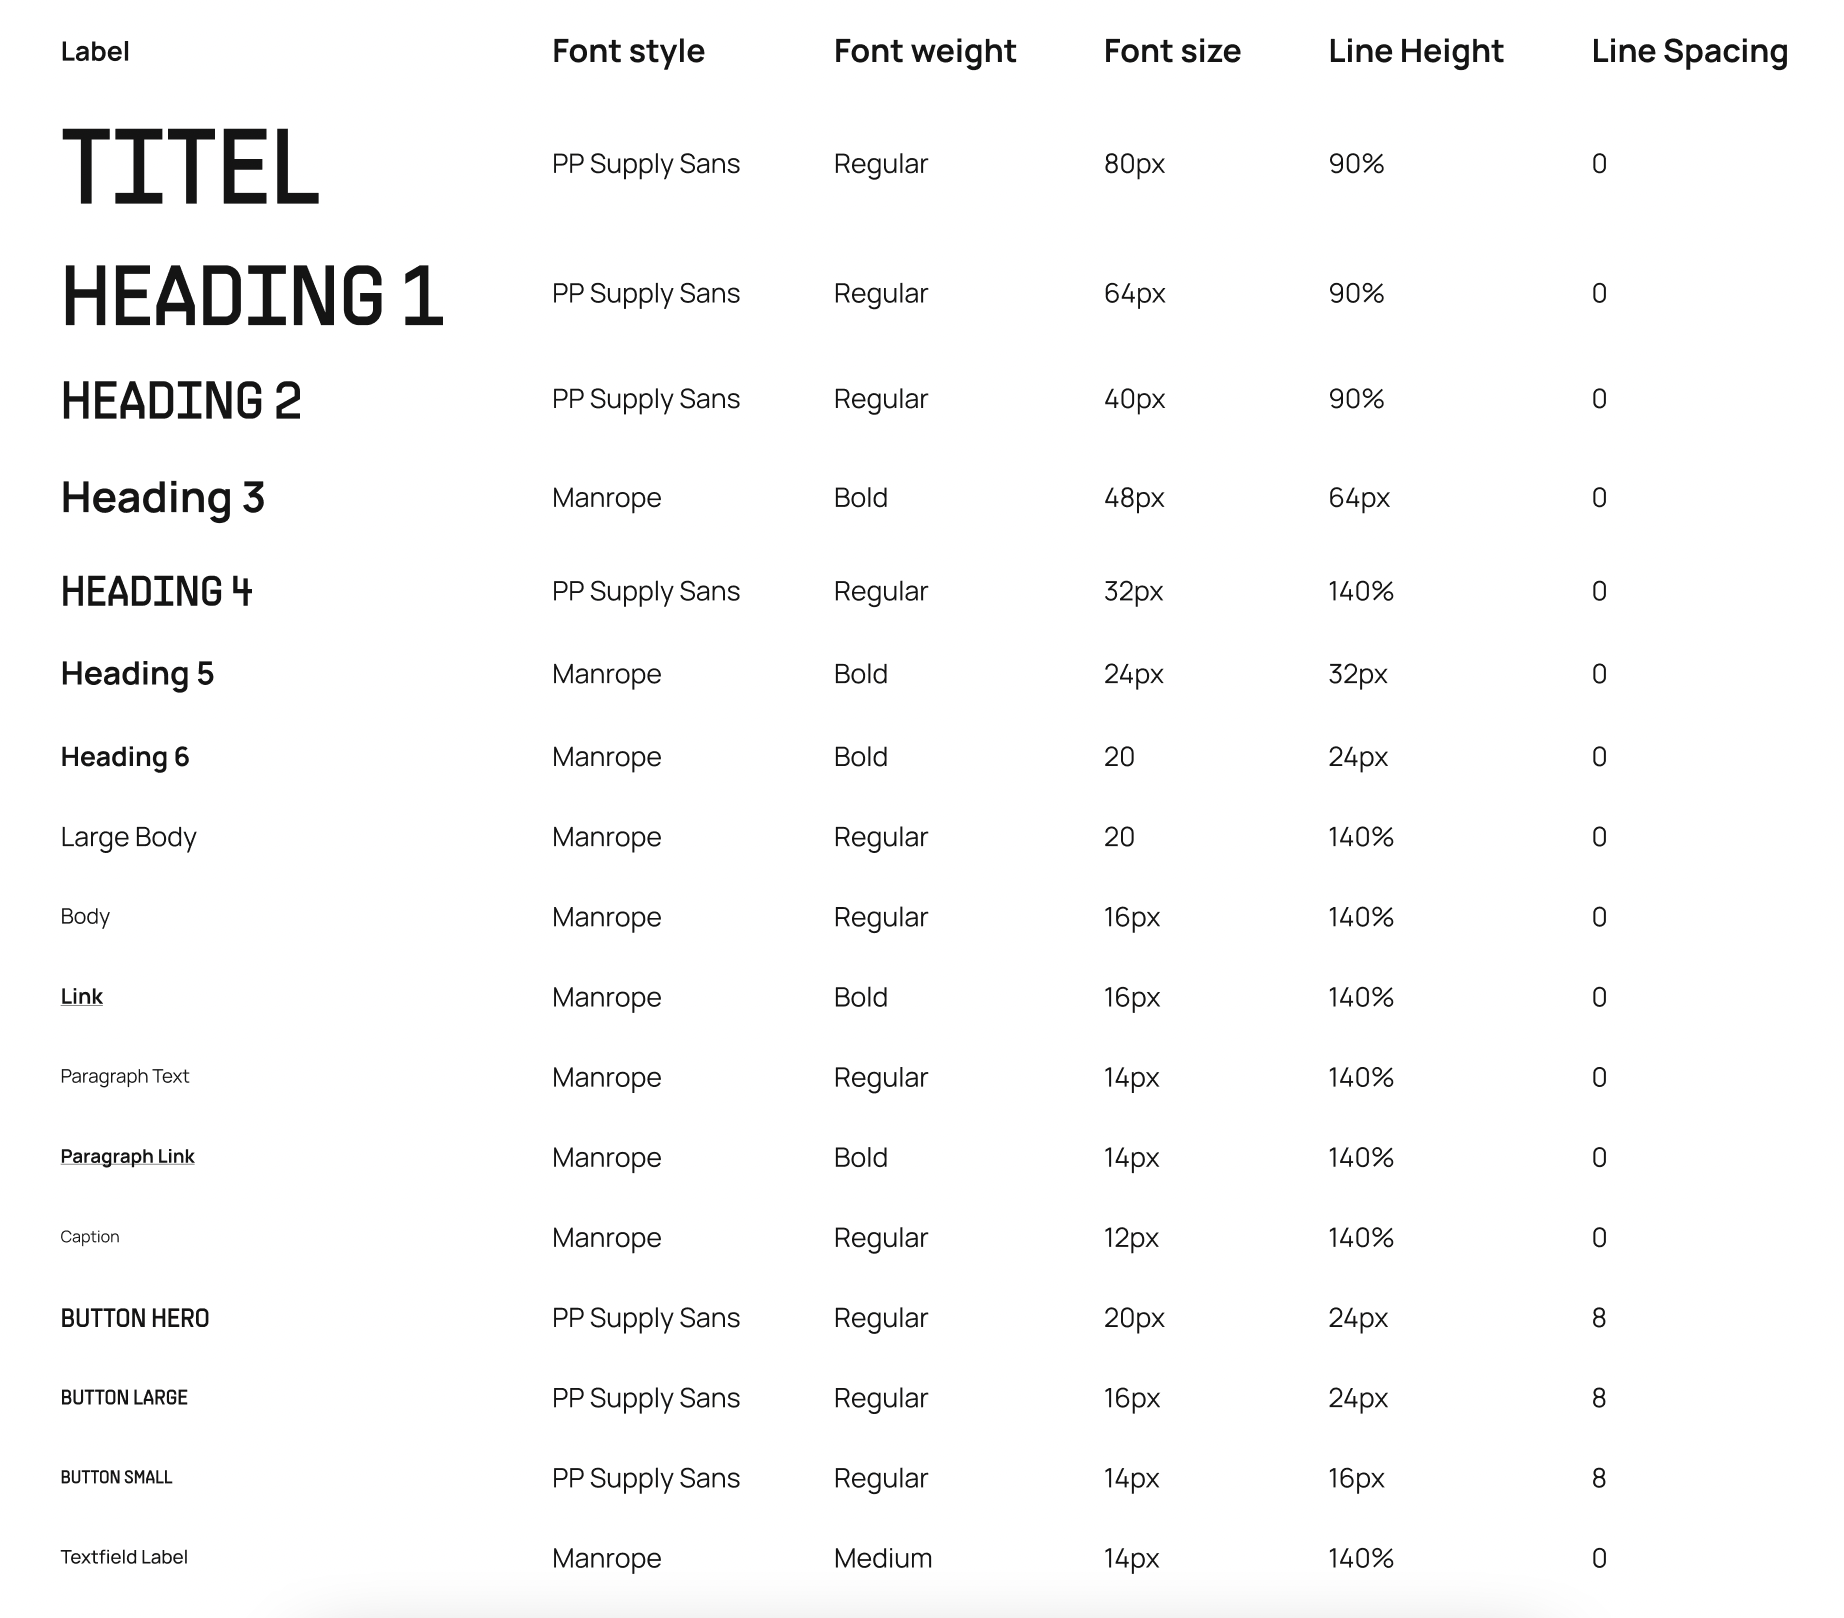 Label Font style Font weight Font size Line Height Line Spacing
TITEL PP Supply Sans Regular 80px 90% 0
HEADING 1 PP Supply Sans Regular 64px 90% 0
HEADING 2 PP Supply Sans Regular 40px 90% 0
Heading 3 Manrope Bold 48px 64px 0
HEADING 4 PP Supply Sans Regular 32px 140% 0
Heading 5 Manrope Bold 24px 32px 0
Heading 6 Manrope Bold 20 24px 0
Large Body Manrope Regular 20 140% 0
Body Manrope Regular 16px 140% 0
Link Manrope Bold 16px 140% 0
Paragraph Text Manrope Regular 14px 140% 0
Paragraph Link Manrope Bold 14px 140% 0
Caption Manrope Regular 12px 140% 0
BUTTON HERO PP Supply Sans Regular 20px 24px 8
BUTTON LARGE PP Supply Sans Regular 16px 24px 8
BUTTON SMALL PP Supply Sans Regular 14px 16px 8
Textfield Label Manrope Medium 14px 140% 0